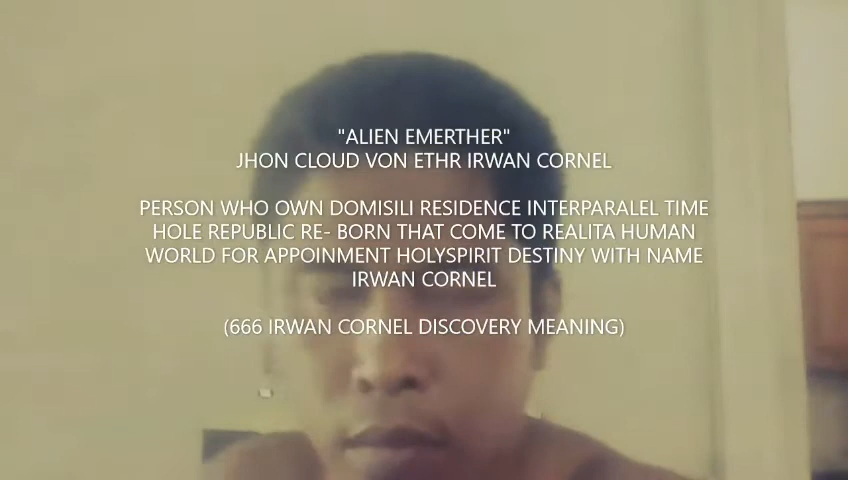 "ALIEN EMERTHER"
JHON CLOUD VON ETHR IRWAN CORNEL
PERSON WHO OWN DOMISILI RESIDENCE INTERPARALEL TIME
HOLE REPUBLIC RE- BORN THAT COME TO REALITA HUMAN
WORLD FOR APPOINMENT HOLYSPIRIT DESTINY WITH NAME
IRWAN CORNEL
(666 IRWAN CORNEL DISCOVERY MEANING)